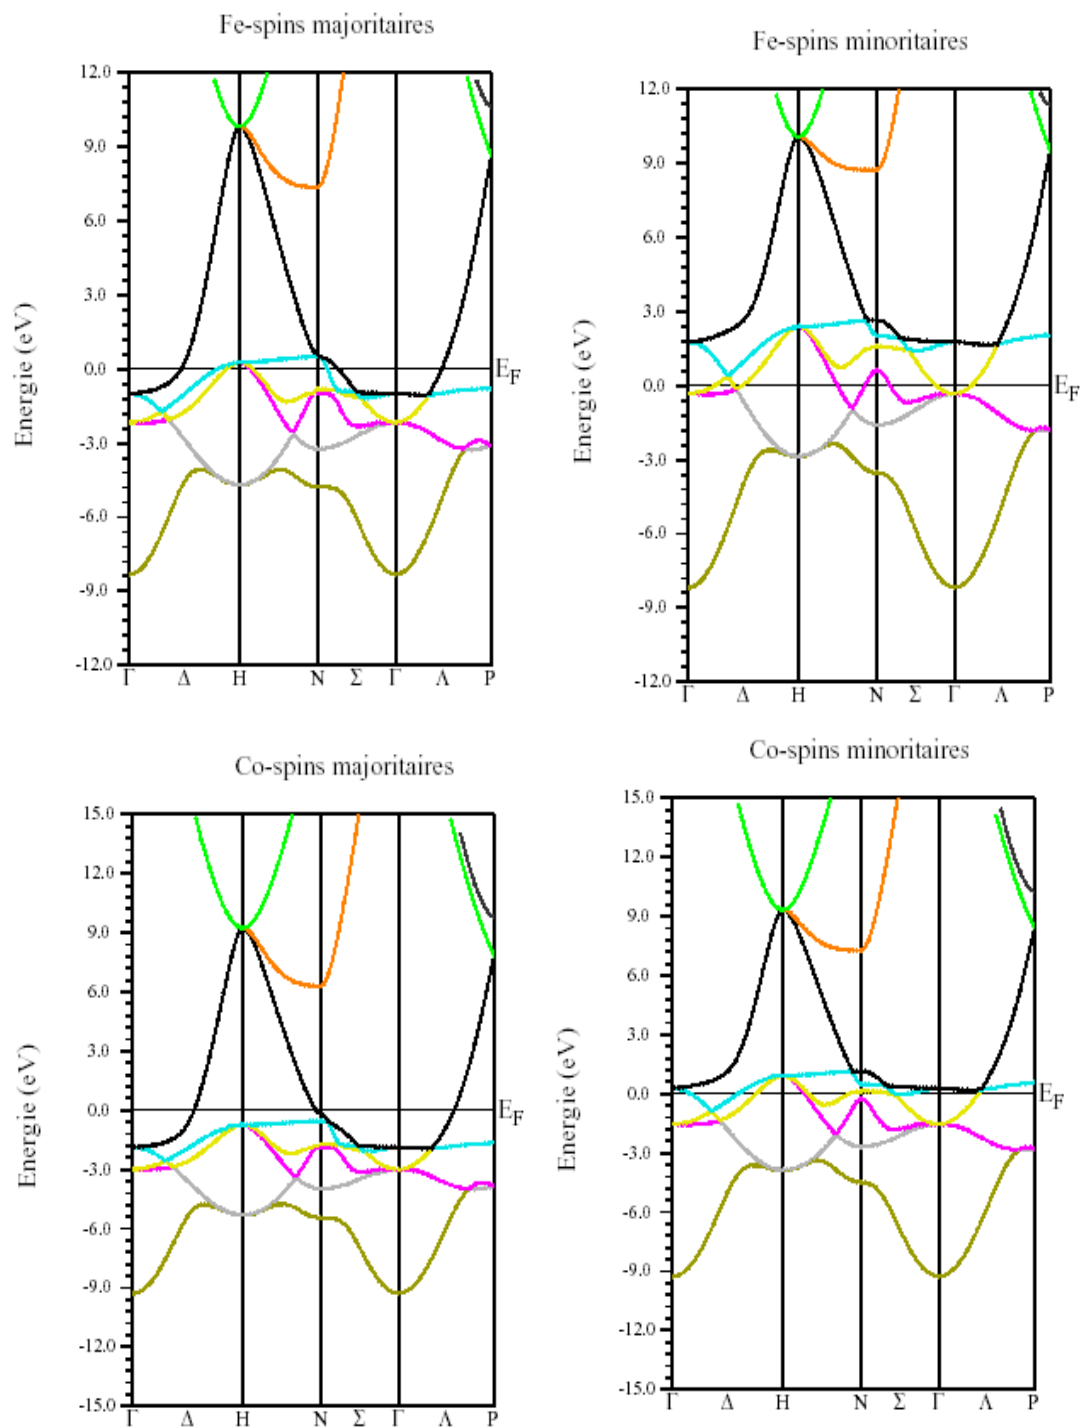 Fe-spins majoritaires
Energie (eV)
12.0
9.0
6.0
3.0
0.0
-3.0
-6.0
-9.0
-12.0
E_F
Γ Δ H N Σ Γ Λ P
Fe-spins minoritaires
Energie (eV)
12.0
9.0
6.0
3.0
0.0
-3.0
-6.0
-9.0
-12.0
E_F
Γ Δ H N Σ Γ Λ P
Co-spins majoritaires
Energie (eV)
15.0
12.0
9.0
6.0
3.0
0.0
-3.0
-6.0
-9.0
-12.0
-15.0
E_F
Γ Δ H N Σ Γ Λ P
Co-spins minoritaires
Energie (eV)
15.0
12.0
9.0
6.0
3.0
0.0
-3.0
-6.0
-9.0
-12.0
-15.0
E_F
Γ Δ H N Σ Γ Λ P